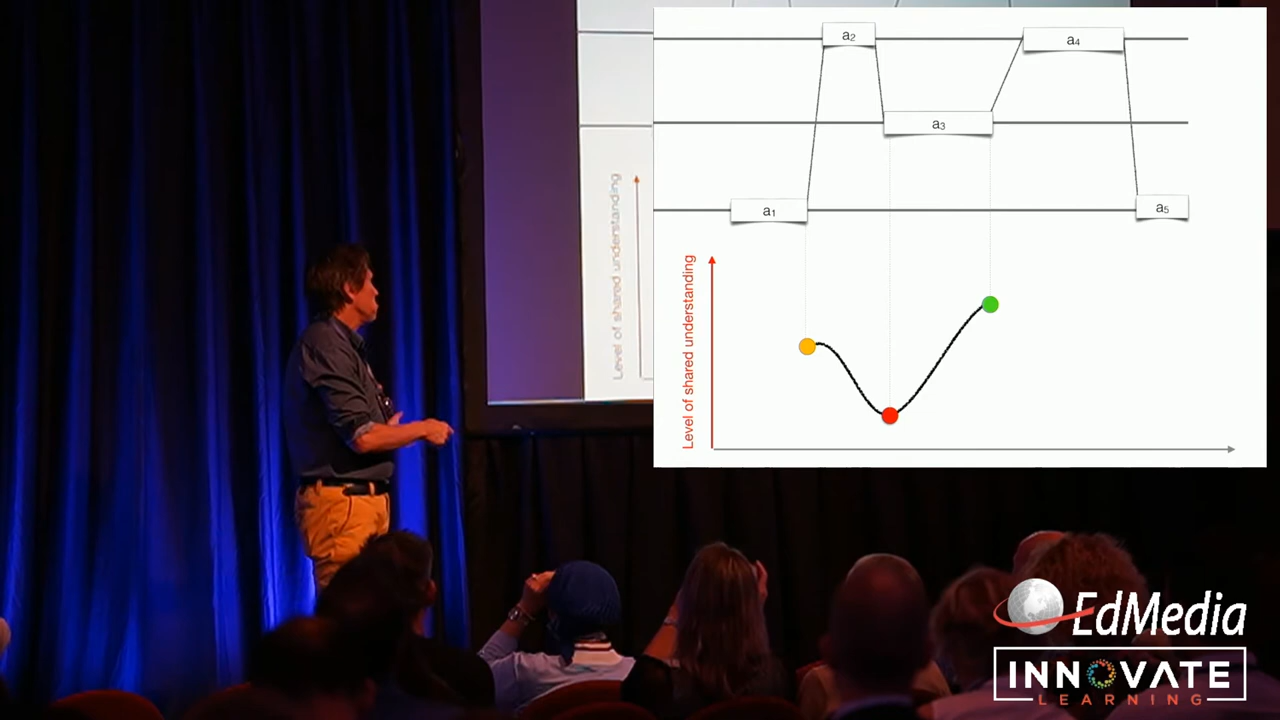 a2
a4
a3
a1
a5
Level of shared understanding
Level of shared understanding
EdMedia
INNOVATE
LEARNING